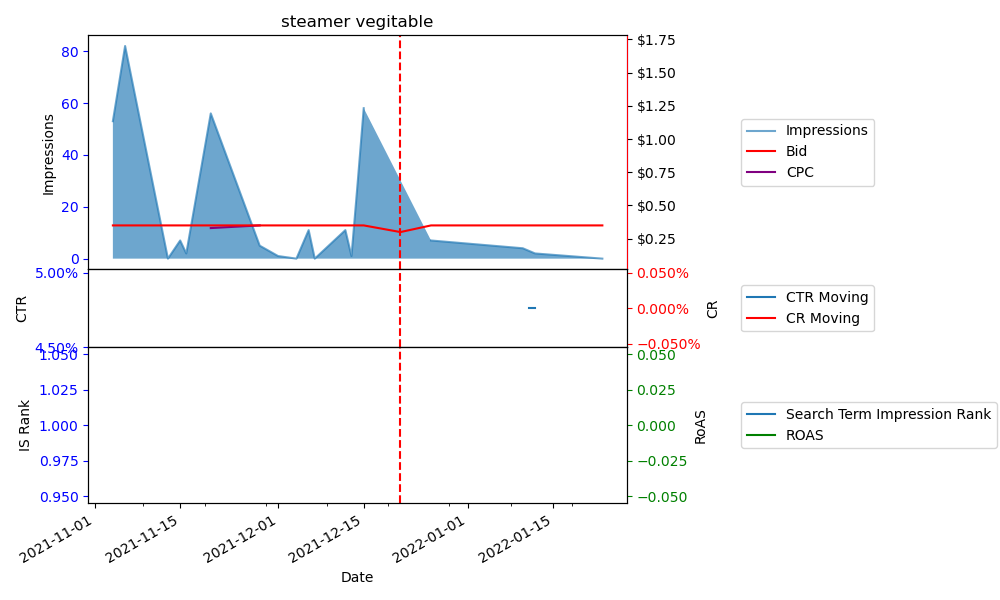 steamer vegitable
80
60
40
20
0
Impressions
$1.75
$1.50
$1.25
$1.00
$0.75
$0.50
$0.25
Impressions
Bid
CPC
5.00%
4.50%
CTR
0.050%
0.000%
−0.050%
CR
CTR Moving
CR Moving
1.050
1.025
1.000
0.975
0.950
IS Rank
0.050
0.025
0.000
−0.025
−0.050
RoAS
Search Term Impression Rank
ROAS
2021-11-01
2021-11-15
2021-12-01
2021-12-15
2022-01-01
2022-01-15
Date